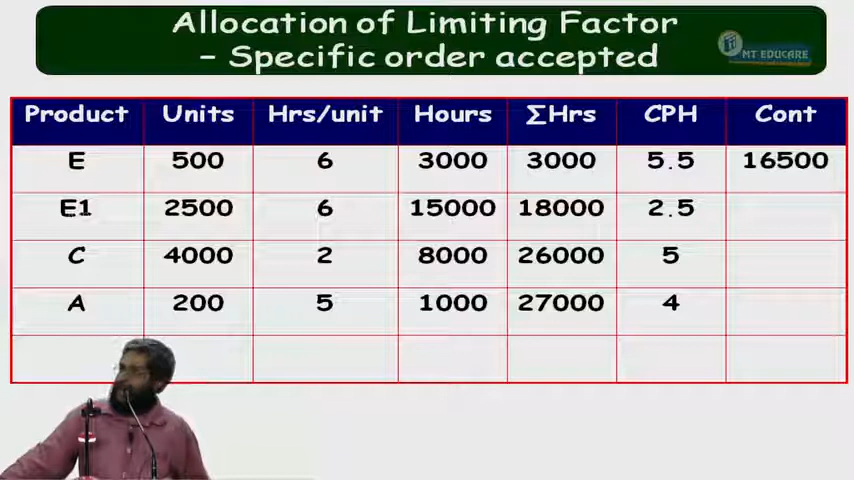 Allocation of Limiting Factor
– Specific order accepted
MT EDUCARE
Product Units Hrs/unit Hours ΣHrs CPH Cont
E 500 6 3000 3000 5.5 16500
E1 2500 6 15000 18000 2.5
C 4000 2 8000 26000 5
A 200 5 1000 27000 4